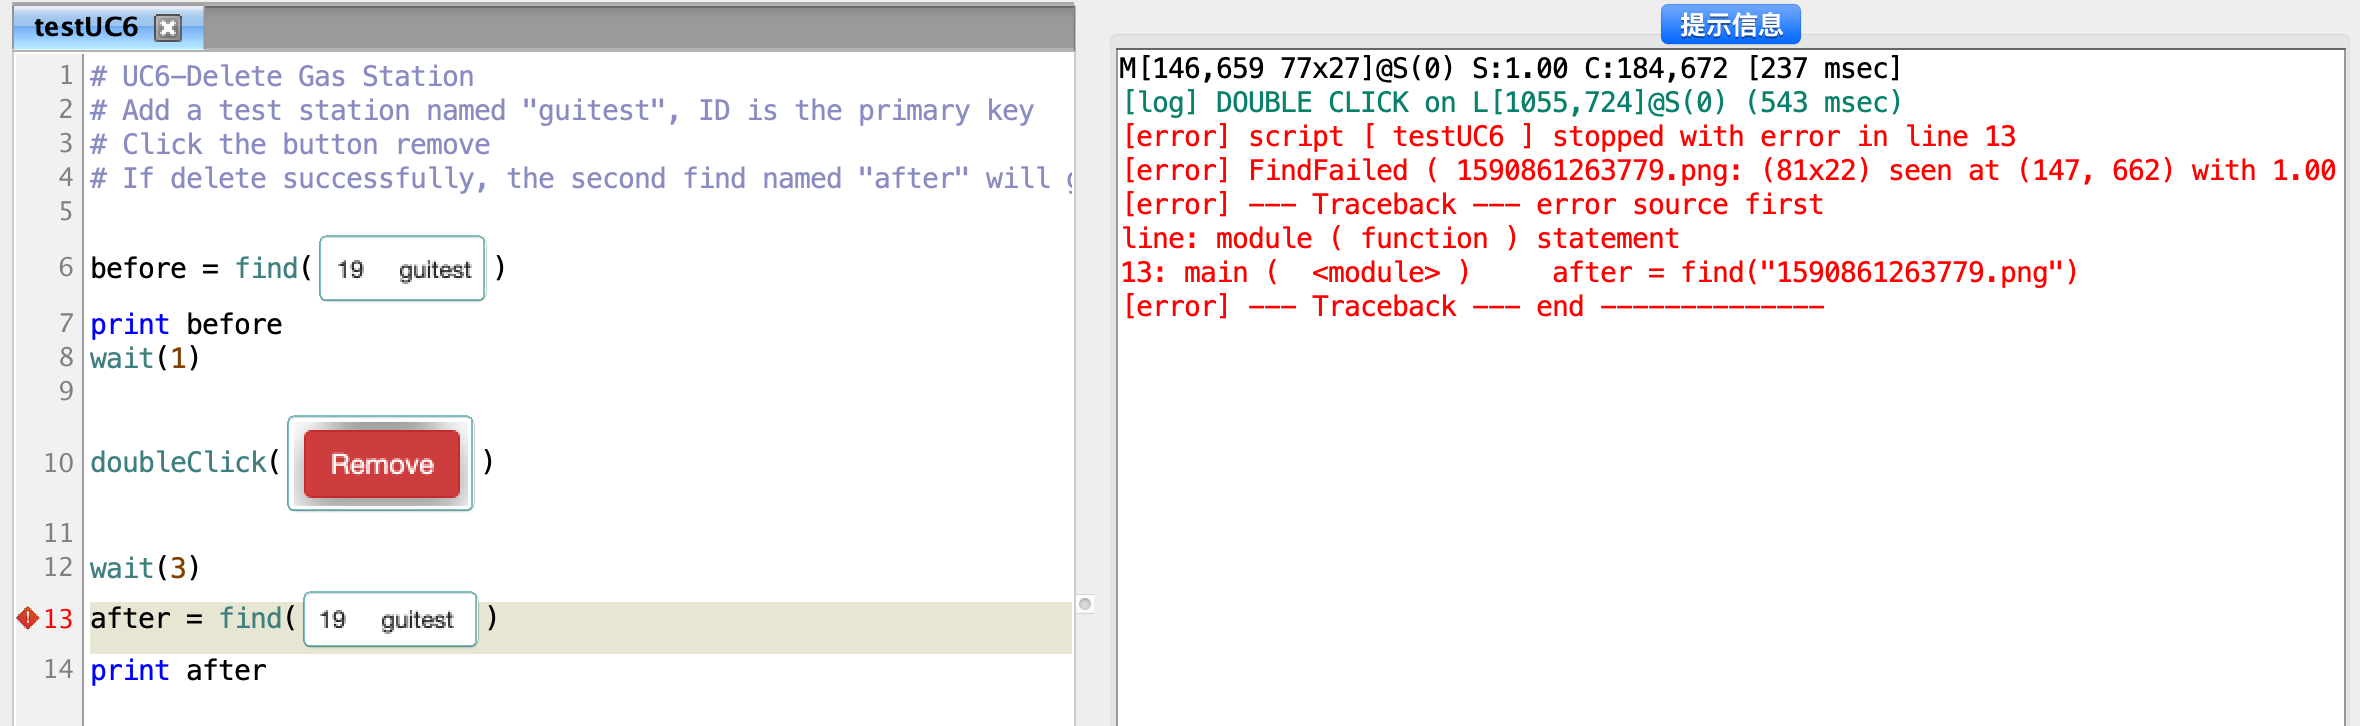 testUC6
1 # UC6-Delete Gas Station
2 # Add a test station named "guitest", ID is the primary key
3 # Click the button remove
4 # If delete successfully, the second find named "after" will
5
6 before = find( 19 guitest )
7 print before
8 wait(1)
9
10 doubleClick( Remove )
11
12 wait(3)
13 after = find( 19 guitest )
14 print after
提示信息
M[146,659 77x27]@S(0) S:1.00 C:184,672 [237 msec]
[log] DOUBLE CLICK on L[1055,724]@S(0) (543 msec)
[error] script [ testUC6 ] stopped with error in line 13
[error] FindFailed ( 1590861263779.png: (81x22) seen at (147, 662) with 1.00
[error] --- Traceback --- error source first
line: module ( function ) statement
13: main ( <module> ) after = find("1590861263779.png")
[error] --- Traceback --- end --------------